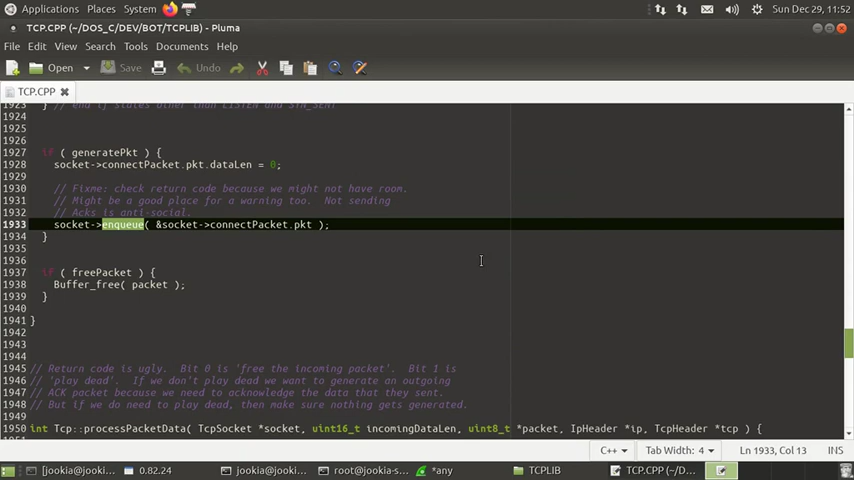 Applications Places System Sun Dec 29, 11:52
TCP.CPP (~/DOS_C/DEV/BOT/TCPLIB) - Pluma
File Edit View Search Tools Documents Help
Open Save Undo
TCP.CPP
1923 } // end if states other than LISTEN and SYN_SENT
1924
1925
1926
1927 if ( generatePkt ) {
1928 socket->connectPacket.pkt.dataLen = 0;
1929
1930 // Fixme: check return code because we might not have room.
1931 // Might be a good place for a warning too. Not sending
1932 // Acks is anti-social.
1933 socket->enqueue( &socket->connectPacket.pkt );
1934 }
1935
1936
1937 if ( freePacket ) {
1938 Buffer_free( packet );
1939 }
1940
1941 }
1942
1943
1944
1945 // Return code is ugly. Bit 0 is 'free the incoming packet'. Bit 1 is
1946 // 'play dead'. If we don't play dead we want to generate an outgoing
1947 // ACK packet because we need to acknowledge the data that they sent.
1948 // But if we do need to play dead, then make sure nothing gets generated.
1949
1950 int Tcp::processPacketData( TcpSocket *socket, uint16_t incomingDataLen, uint8_t *packet, IpHeader *ip, TcpHeader *tcp ) {
C++ Tab Width: 4 Ln 1933, Col 13 INS
[jookia@jooki... 0.82.24 jookia@jookia:... root@jookia-s... *any TCPLIB TCP.CPP (~/D...